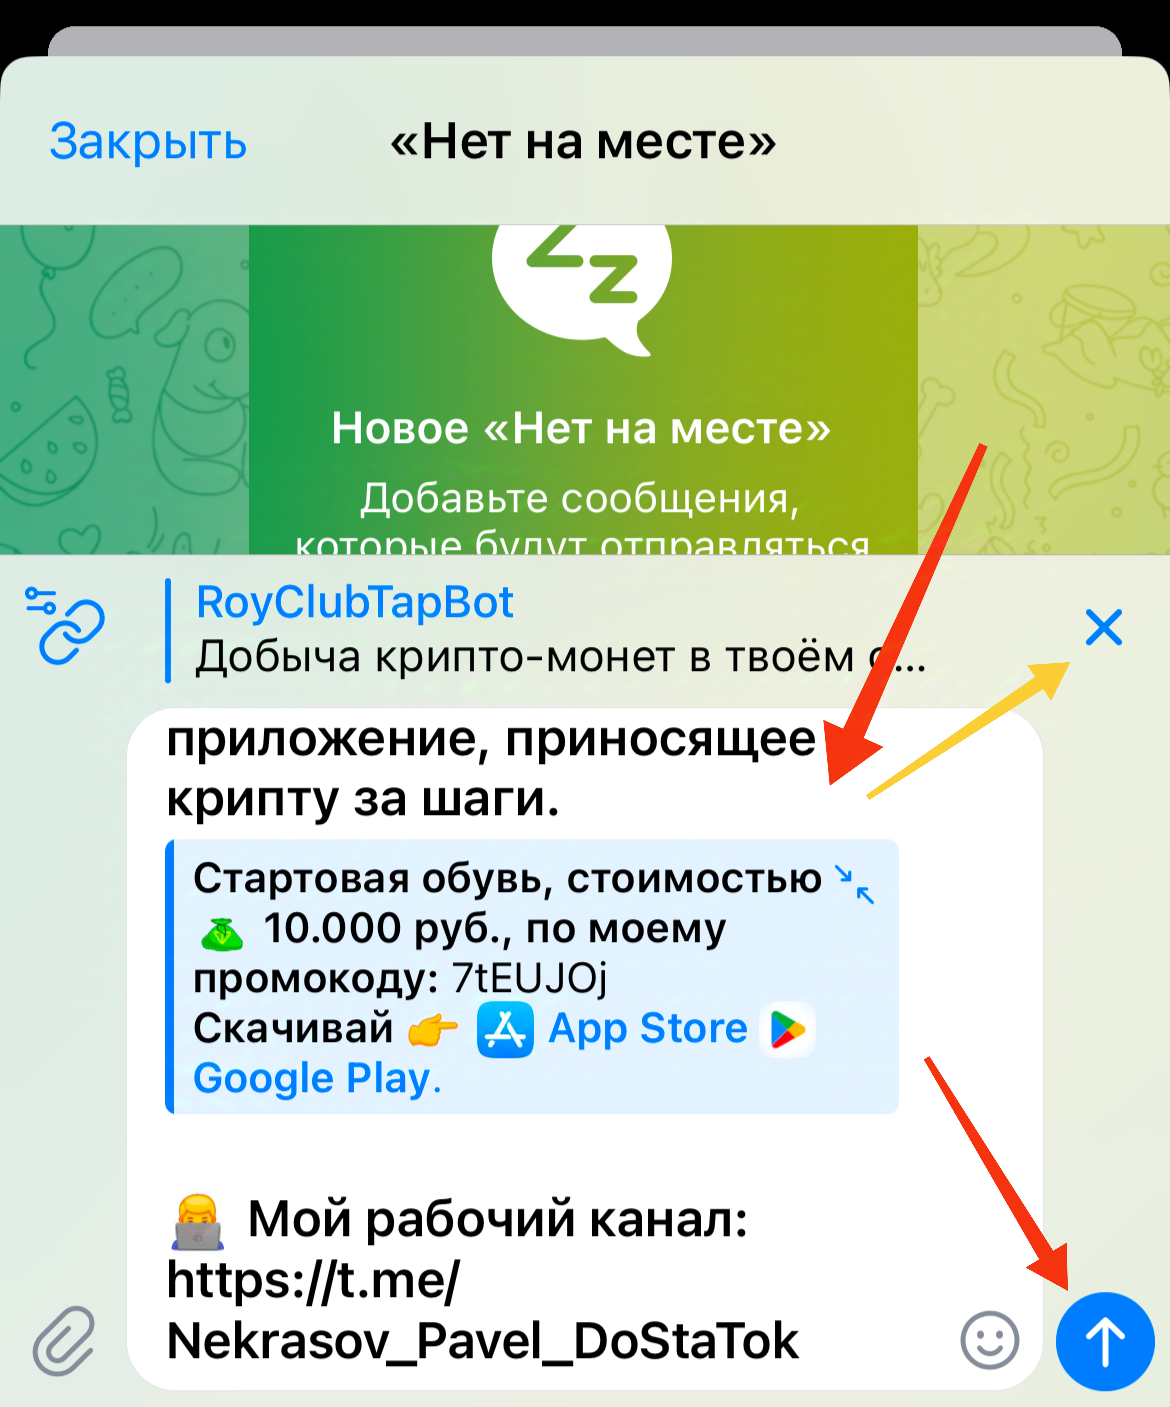 Закрыть
«Нет на месте»
Новое «Нет на месте»
Добавьте сообщения,
которые будут отправляться
RoyClubTapBot
Добыча крипто-монет в твоём с...
приложение, приносящее
крипту за шаги.
Стартовая обувь, стоимостью
10.000 руб., по моему
промокоду: 7tEUJOj
Скачивай App Store
Google Play.
Мой рабочий канал:
https://t.me/
Nekrasov_Pavel_DoStaTok